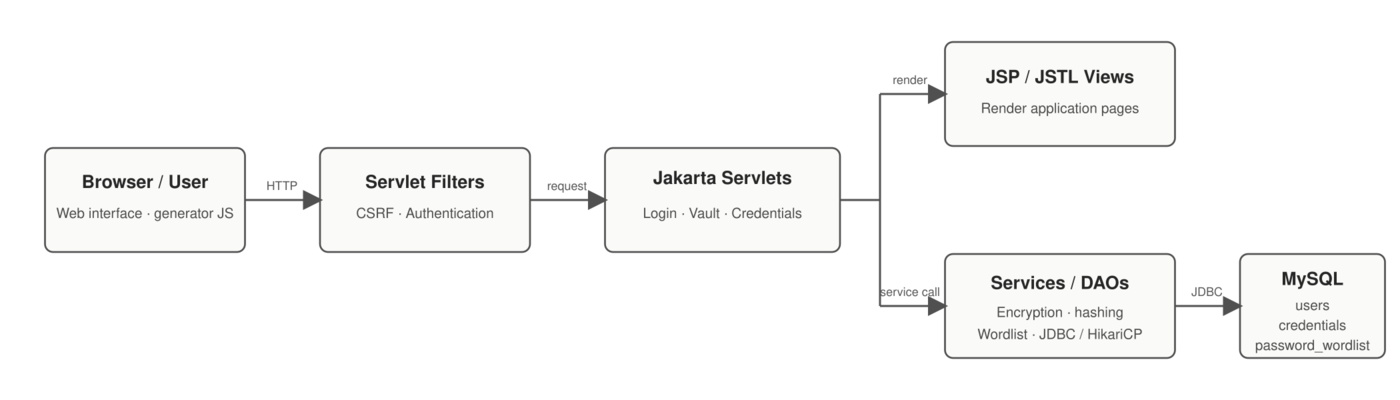 Browser / User
Web interface · generator JS
HTTP
Servlet Filters
CSRF · Authentication
request
Jakarta Servlets
Login · Vault · Credentials
render
JSP / JSTL Views
Render application pages
service call
Services / DAOs
Encryption · hashing
Wordlist · JDBC / HikariCP
JDBC
MySQL
users
credentials
password_wordlist